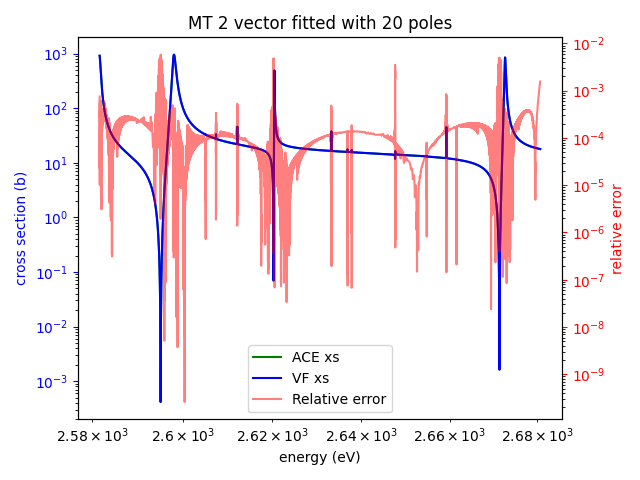 MT 2 vector fitted with 20 poles
cross section (b)
10³
10²
10¹
10⁰
10⁻¹
10⁻²
10⁻³
10⁻²
10⁻³
10⁻⁴
10⁻⁵
10⁻⁶
10⁻⁷
10⁻⁸
10⁻⁹
relative error
ACE xs
VF xs
Relative error
2.58 × 10³ 2.6 × 10³ 2.62 × 10³ 2.64 × 10³ 2.66 × 10³ 2.68 × 10³
energy (eV)